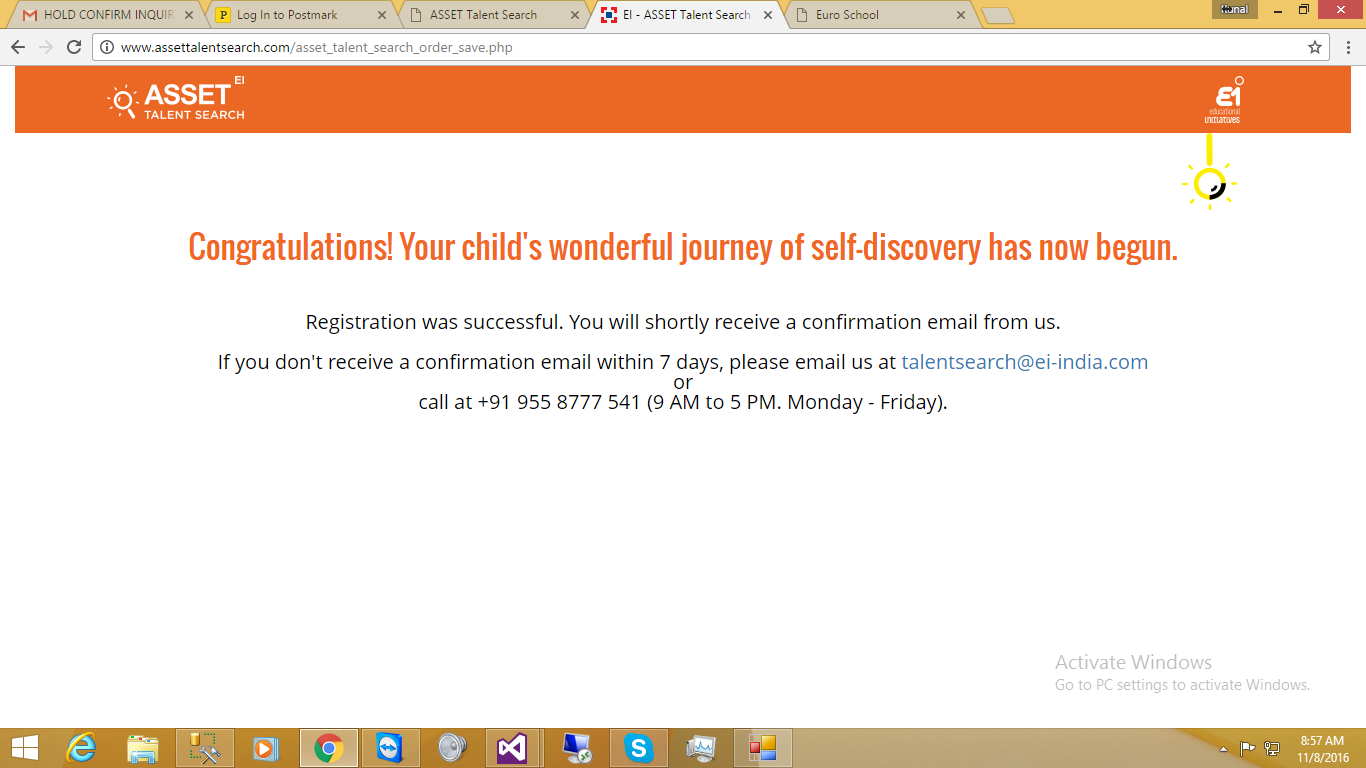 HOLD CONFIRM INQUIR
Log In to Postmark
ASSET Talent Search
EI - ASSET Talent Search
Euro School
Kunal
www.assettalentsearch.com/asset_talent_search_order_save.php
ASSET EI
TALENT SEARCH
EI
educational
initiatives
Congratulations! Your child's wonderful journey of self-discovery has now begun.
Registration was successful. You will shortly receive a confirmation email from us.
If you don't receive a confirmation email within 7 days, please email us at talentsearch@ei-india.com
or
call at +91 955 8777 541 (9 AM to 5 PM. Monday - Friday).
Activate Windows
Go to PC settings to activate Windows.
8:57 AM
11/8/2016